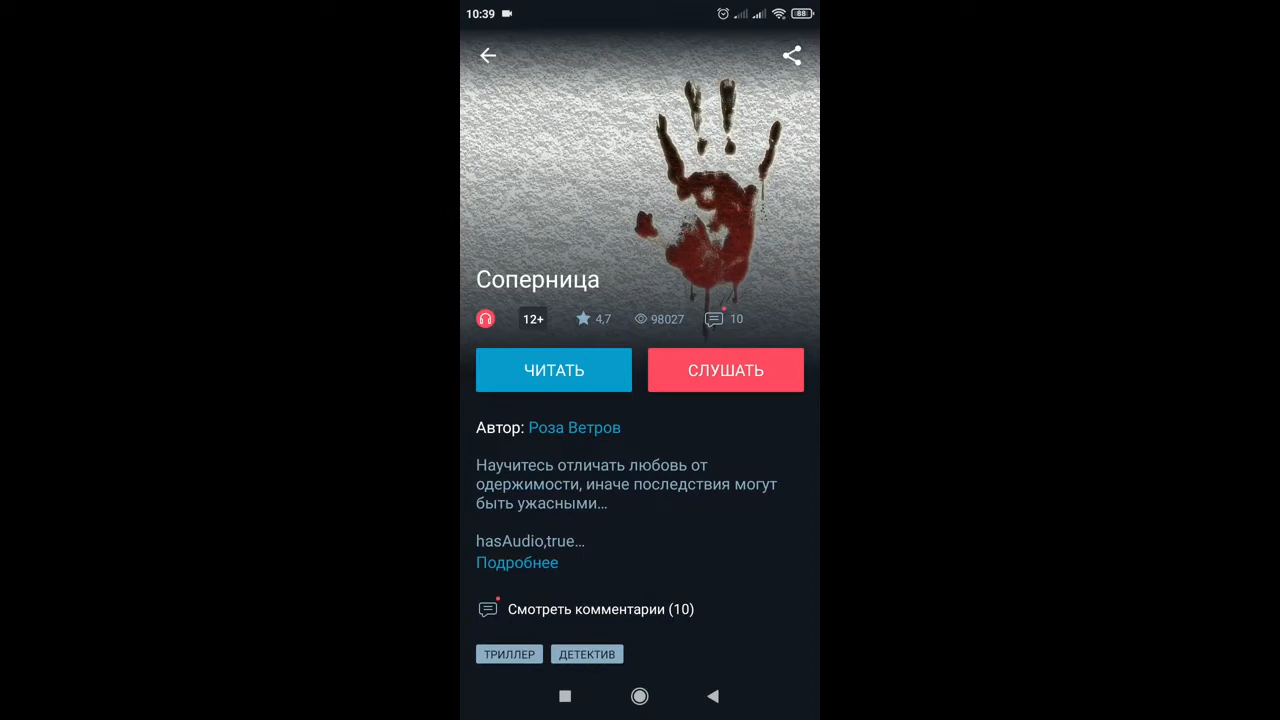 10:39
88
Соперница
12+ 4,7 98027 10
ЧИТАТЬ СЛУШАТЬ
Автор: Роза Ветров
Научитесь отличать любовь от
одержимости, иначе последствия могут
быть ужасными...
hasAudio,true...
Подробнее
Смотреть комментарии (10)
ТРИЛЛЕР ДЕТЕКТИВ